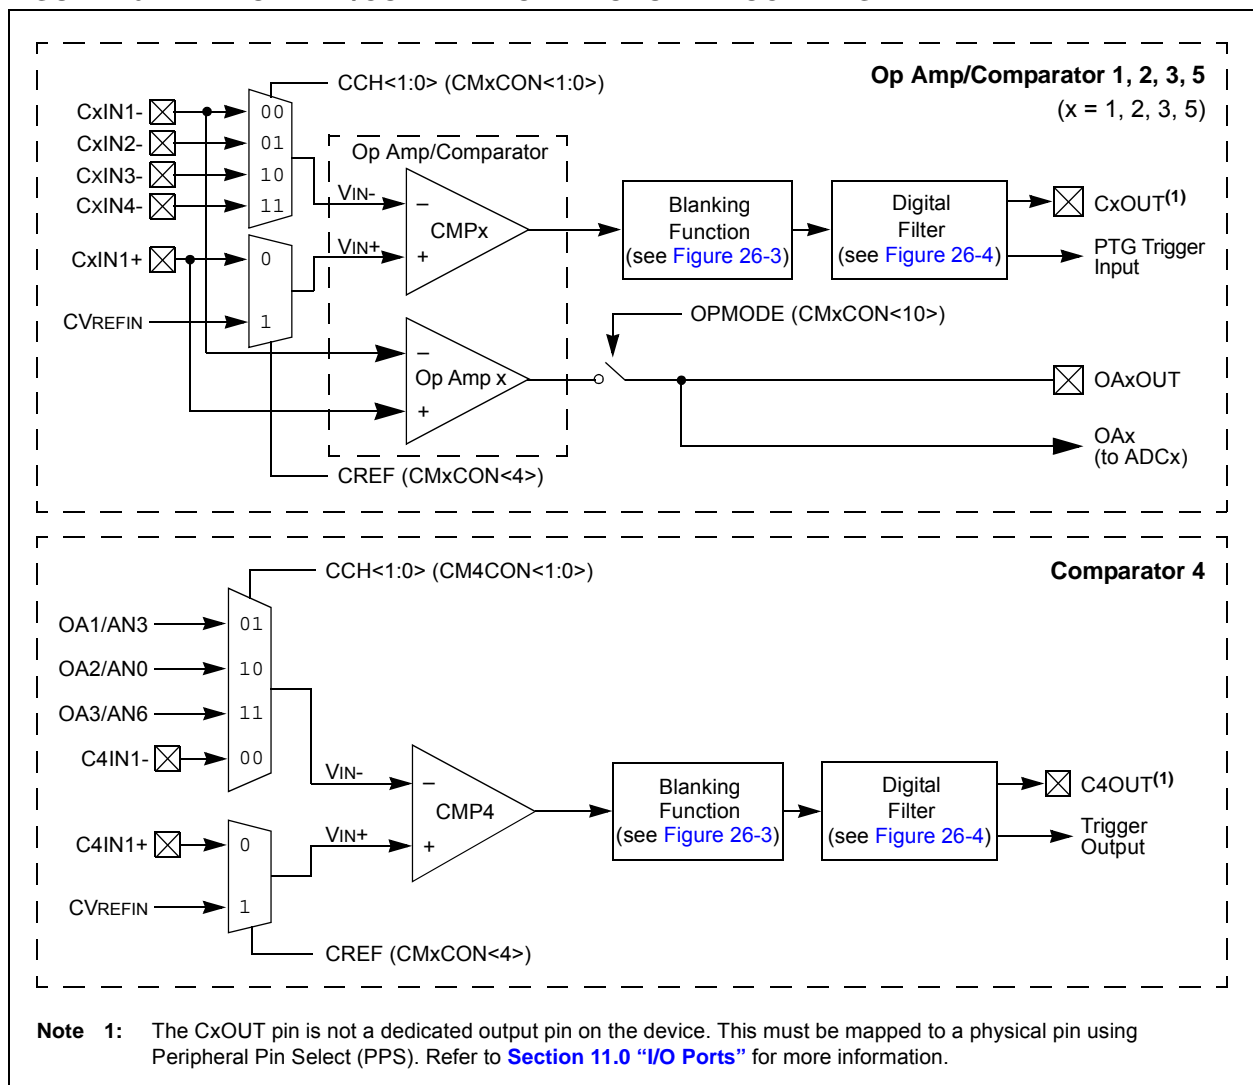 CCH<1:0> (CMxCON<1:0>)
Op Amp/Comparator 1, 2, 3, 5
(x = 1, 2, 3, 5)
CxIN1-
00
CxIN2-
01
CxIN3-
10
CxIN4-
11
Op Amp/Comparator
VIN-
–
CMPx
VIN+
+
CxIN1+
0
CVREFIN
1
Blanking
Function
(see Figure 26-3)
Digital
Filter
(see Figure 26-4)
CxOUT(1)
PTG Trigger
Input
OPMODE (CMxCON<10>)
–
Op Amp x
+
OAxOUT
OAx
(to ADCx)
CREF (CMxCON<4>)
CCH<1:0> (CM4CON<1:0>)
Comparator 4
OA1/AN3
01
OA2/AN0
10
OA3/AN6
11
C4IN1-
00
VIN-
–
CMP4
VIN+
+
C4IN1+
0
CVREFIN
1
Blanking
Function
(see Figure 26-3)
Digital
Filter
(see Figure 26-4)
C4OUT(1)
Trigger
Output
CREF (CMxCON<4>)
Note 1: The CxOUT pin is not a dedicated output pin on the device. This must be mapped to a physical pin using
Peripheral Pin Select (PPS). Refer to Section 11.0 “I/O Ports” for more information.